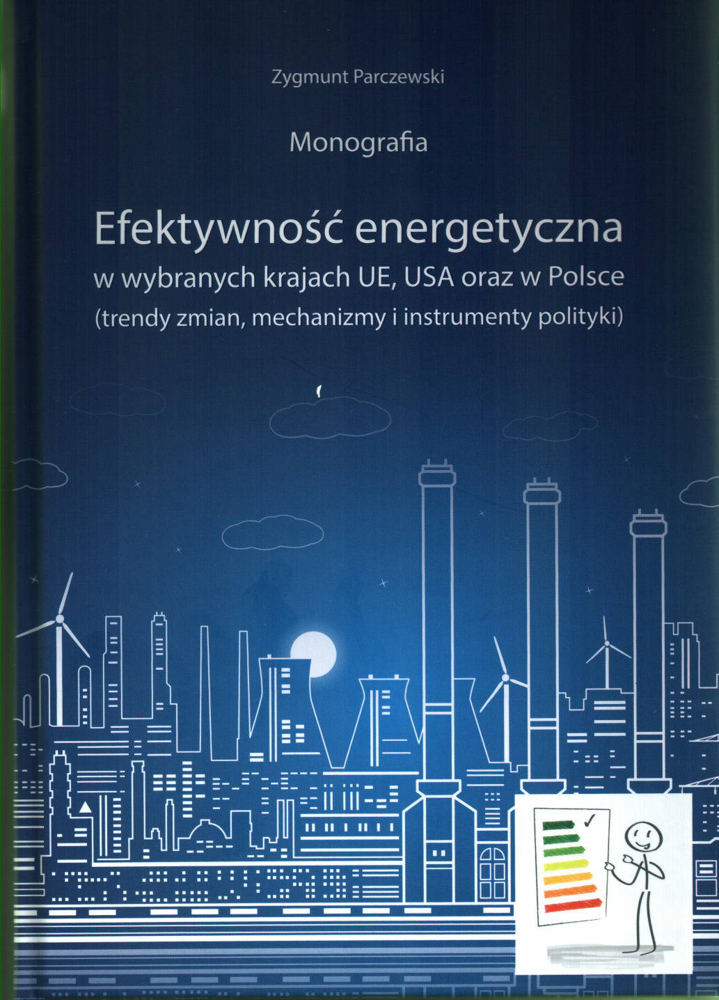 Zygmunt Parczewski
Monografia
Efektywność energetyczna
w wybranych krajach UE, USA oraz w Polsce
(trendy zmian, mechanizmy i instrumenty polityki)